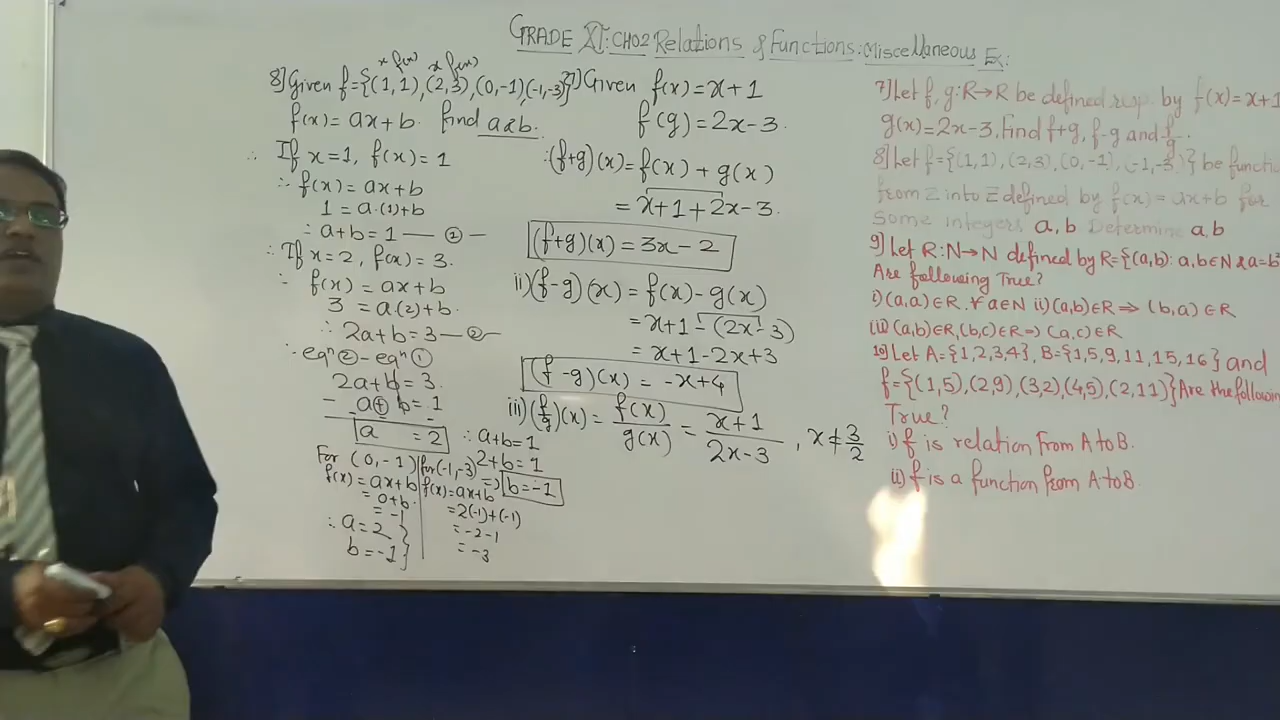 GRADE XI: CH02 Relations & Functions: Miscellaneous Ex:
x f(x) x f(x)
8] Given f={(1,1),(2,3),(0,-1)(-1,-3)}
f(x) = ax+b. find a&b.
∴ If x=1, f(x)=1
∴ f(x) = ax+b
1 = a.(1)+b
∴ a+b=1 — ① —
∴ If x=2, f(x)=3.
∴ f(x) = ax+b
3 = a(2)+b.
∴ 2a+b=3 — ② —
∴ eqⁿ② - eqⁿ①
2a+b=3.
- a+b=1
- - -
a =2
∴ a+b=1
2+b=1
=> b=-1
For (0,-1)
f(x)=ax+b
= 0+b.
= -1
∴ a=2
b=-1}
for(-1,-3)
f(x)=ax+b
=2(-1)+(-1)
=-2-1
= -3
7] Given f(x)=x+1
f(g)=2x-3.
∴(f+g)(x)=f(x)+g(x)
= x+1+2x-3.
(f+g)(x)=3x-2
ii)(f-g)(x)=f(x)-g(x)
=x+1-(2x-3)
= x+1-2x+3
(f-g)(x) = -x+4
iii)(f/g)(x) = f(x)/g(x) = x+1/2x-3, x≠3/2
7] Let f,g:R→R be defined resp. by f(x)=x+1
g(x)=2x-3. Find f+g, f-g and f/g.
8] Let f={(1,1),(2,3),(0,-1),(-1,-3)} be functi
from Z into Z defined by f(x)=ax+b for
some integers a,b Determine a,b
9] Let R:N→N defined by R={(a,b): a,b∈N &a=b²
Are following True?
i)(a,a)∈R.∀ a∈N ii)(a,b)∈R⇒ (b,a)∈R
iii)(a,b)∈R,(b,c)∈R⇒(a,c)∈R
10] Let A={1,2,3,4}, B={1,5,9,11,15,16} and
f={(1,5),(2,9),(3,2)(4,5),(2,11)}Are the followin
True?
i) f is relation from A to B.
ii) f is a function from A to B.